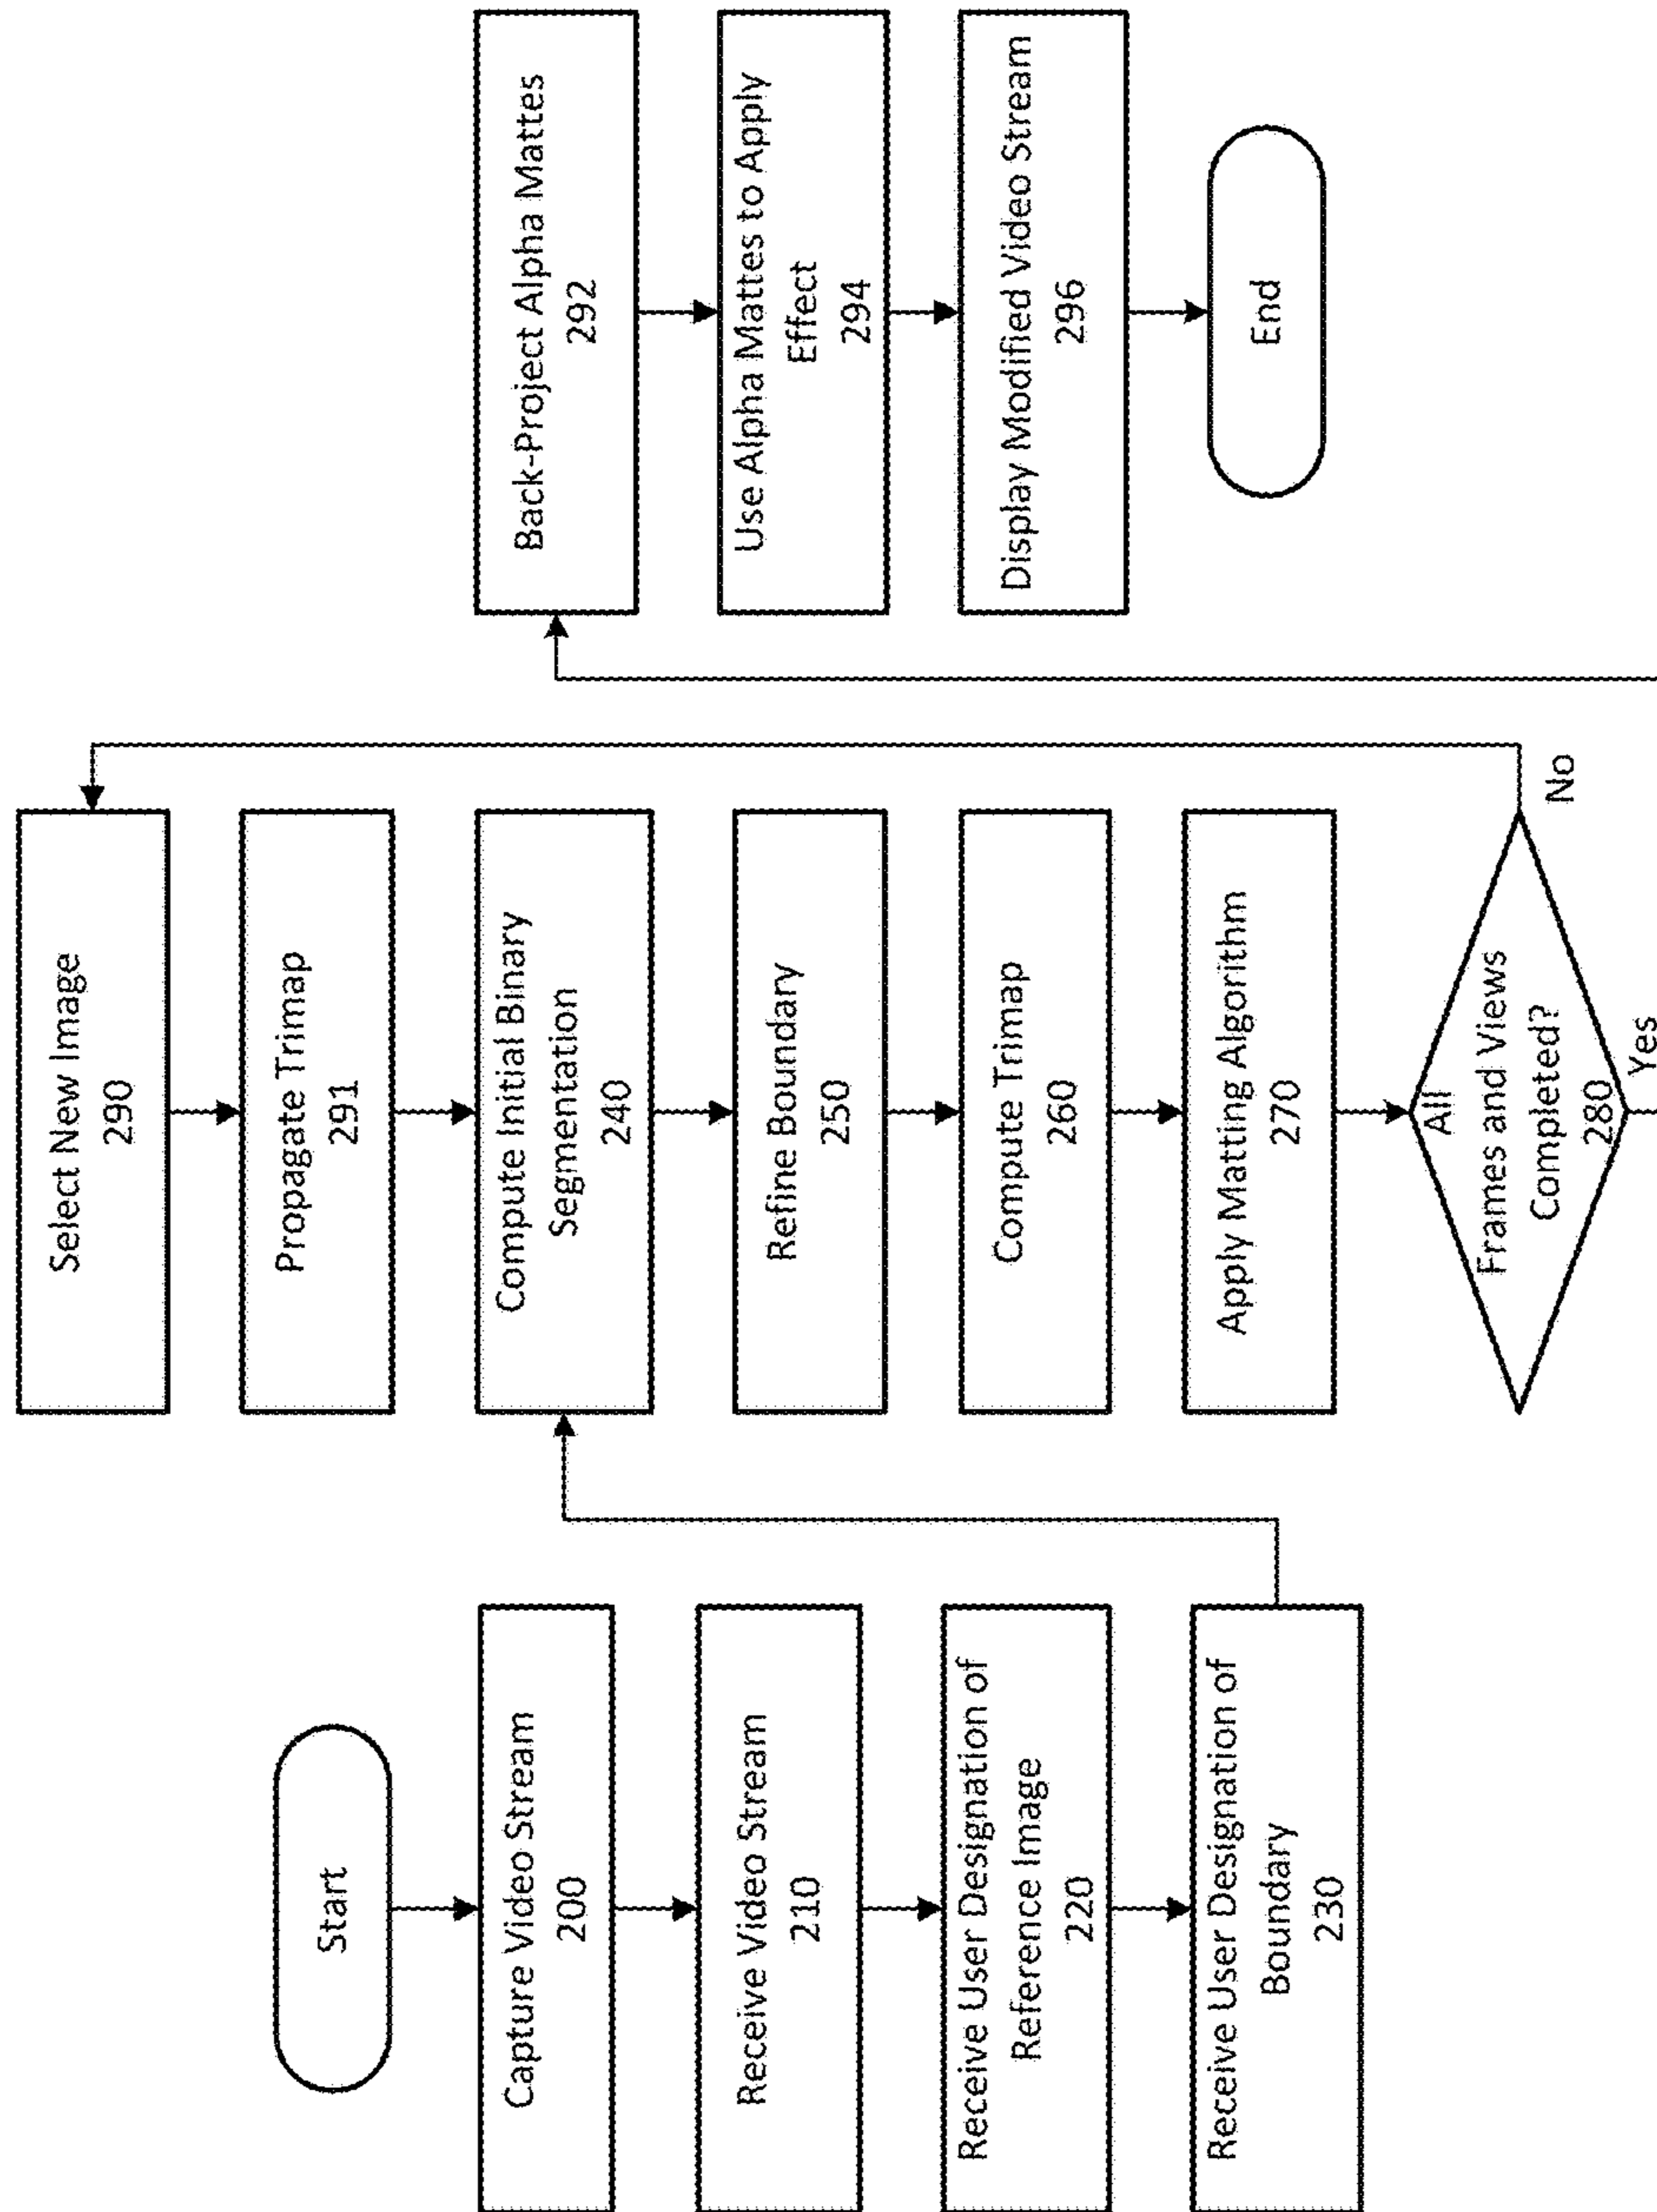 Start
Capture Video Stream
200
Receive Video Stream
210
Receive User Designation of
Reference Image
220
Receive User Designation of
Boundary
230
Select New Image
290
Propagate Trimap
291
Compute Initial Binary
Segmentation
240
Refine Boundary
250
Compute Trimap
260
Apply Matting Algorithm
270
All
Frames and Views
Completed?
280
No
Yes
Back-Project Alpha Mattes
292
Use Alpha Mattes to Apply
Effect
294
Display Modified Video Stream
296
End